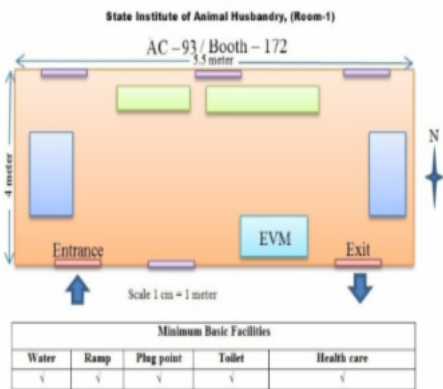 State Institute of Animal Husbandry, (Room-1)
AC – 93 / Booth – 172
5.5 meter
4 meter
N
EVM
Entrance
Exit
Scale 1 cm = 1 meter
Minimum Basic Facilities
Water Ramp Plug point Toilet Health care
√ √ √ √ √